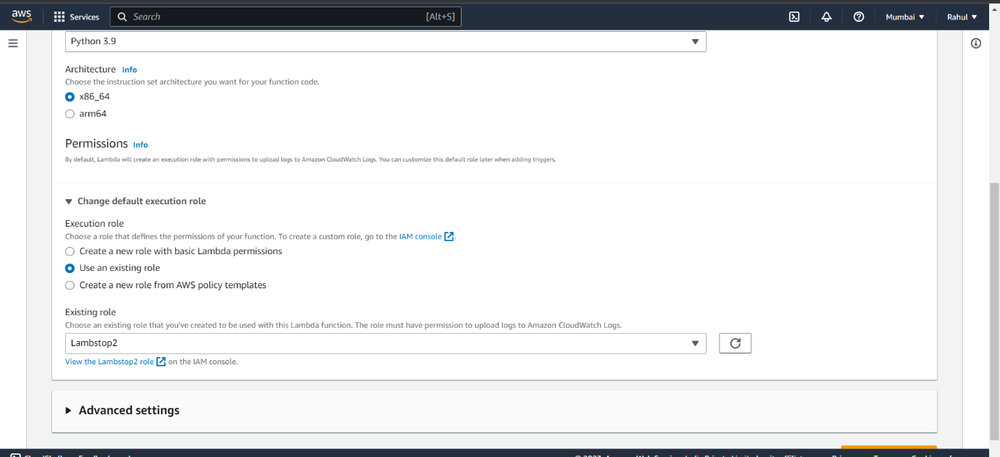 aws Services Search [Alt+S] Mumbai Rahul
Python 3.9
Architecture Info
Choose the instruction set architecture you want for your function code.
x86_64
arm64
Permissions Info
By default, Lambda will create an execution role with permissions to upload logs to Amazon CloudWatch Logs. You can customize this default role later when adding triggers.
Change default execution role
Execution role
Choose a role that defines the permissions of your function. To create a custom role, go to the IAM console.
Create a new role with basic Lambda permissions
Use an existing role
Create a new role from AWS policy templates
Existing role
Choose an existing role that you've created to be used with this Lambda function. The role must have permission to upload logs to Amazon CloudWatch Logs.
Lambstop2
View the Lambstop2 role on the IAM console.
Advanced settings